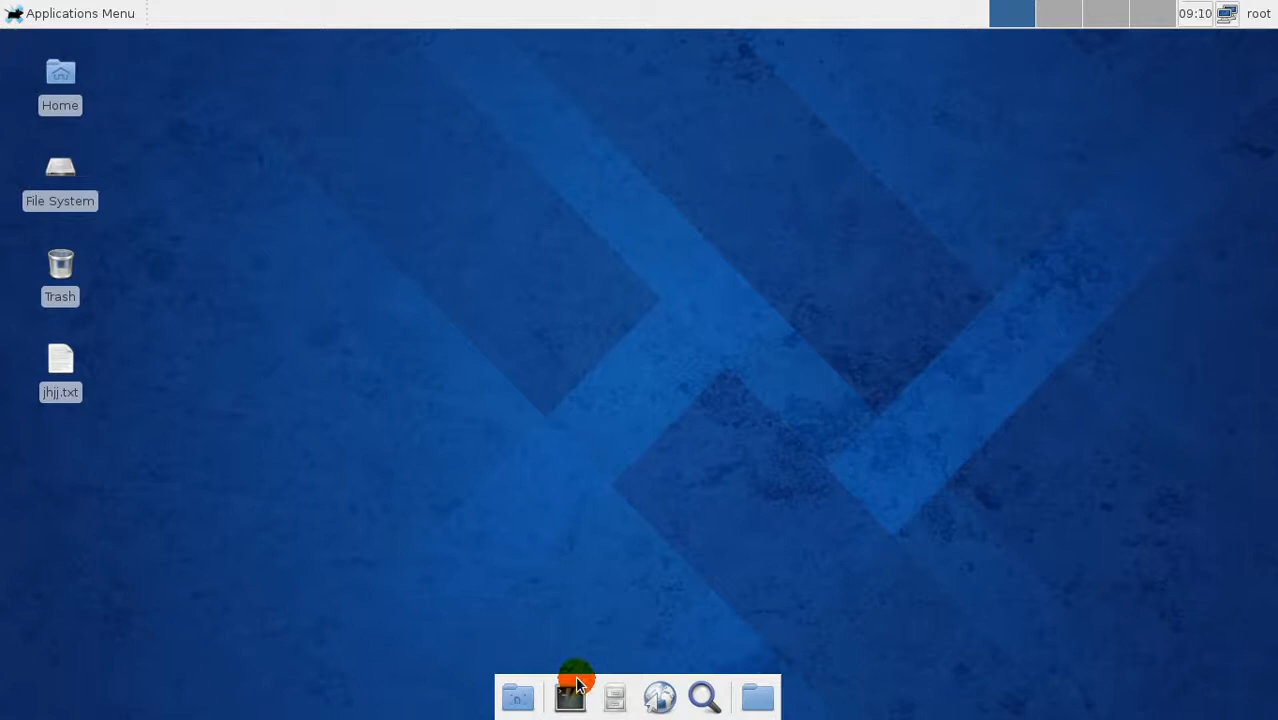 Applications Menu
09:10
root
Home
File System
Trash
jhjj.txt